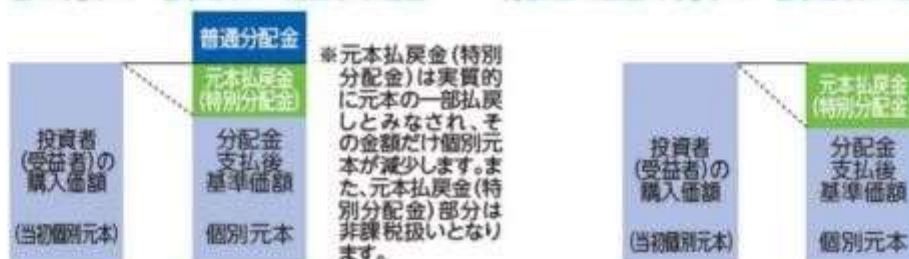 普通分配金
元本払戻金
(特別分配金)
投資者
(受益者)の
購入価額
(当初個別元本)
分配金
支払後
基準価額
個別元本
※元本払戻金(特別
分配金)は実質的
に元本の一部払戻
しとみなされ、そ
の金額だけ個別元
本が減少します。ま
た、元本払戻金(特
別分配金)部分は
非課税扱いとなり
ます。
投資者
(受益者)の
購入価額
(当初個別元本)
元本払戻金
(特別分配金)
分配金
支払後
基準価額
個別元本